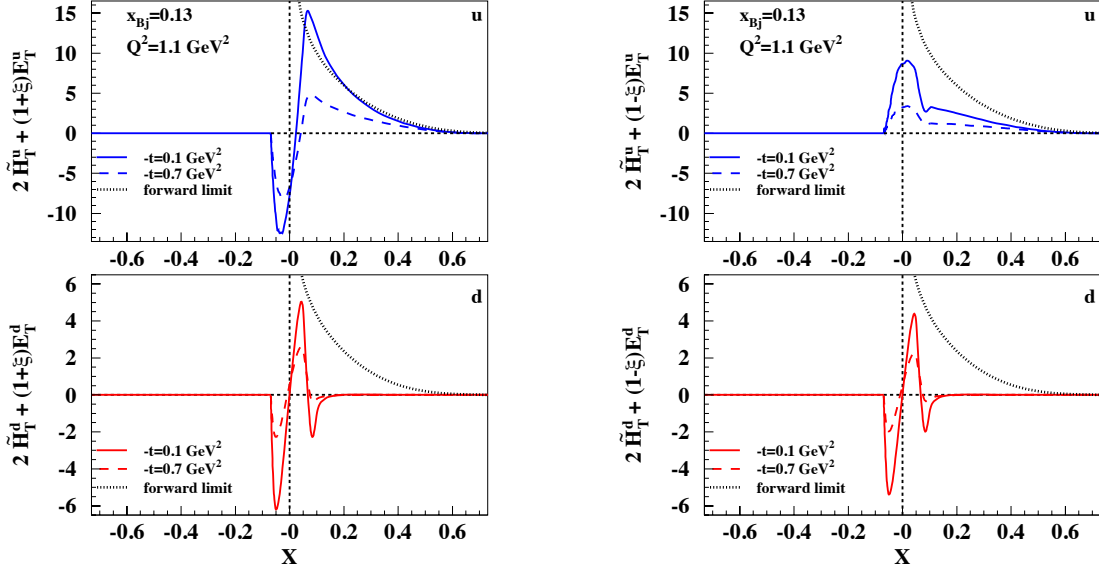 2 H̃ᵤT + (1+ξ)EᵤT
x_Bj=0.13
Q²=1.1 GeV²
u
15
10
5
0
-5
-10
-t=0.1 GeV²
-t=0.7 GeV²
forward limit
-0.6 -0.4 -0.2 -0 0.2 0.4 0.6
2 H̃_T^d + (1+ξ)E_T^d
d
6
4
2
0
-2
-4
-6
-t=0.1 GeV²
-t=0.7 GeV²
forward limit
-0.6 -0.4 -0.2 -0 0.2 0.4 0.6
X
2 H̃_T^u + (1-ξ)E_T^u
x_Bj=0.13
Q²=1.1 GeV²
u
15
10
5
0
-5
-10
-t=0.1 GeV²
-t=0.7 GeV²
forward limit
-0.6 -0.4 -0.2 -0 0.2 0.4 0.6
2 H̃_T^d + (1-ξ)E_T^d
d
6
4
2
0
-2
-4
-6
-t=0.1 GeV²
-t=0.7 GeV²
forward limit
-0.6 -0.4 -0.2 -0 0.2 0.4 0.6
X